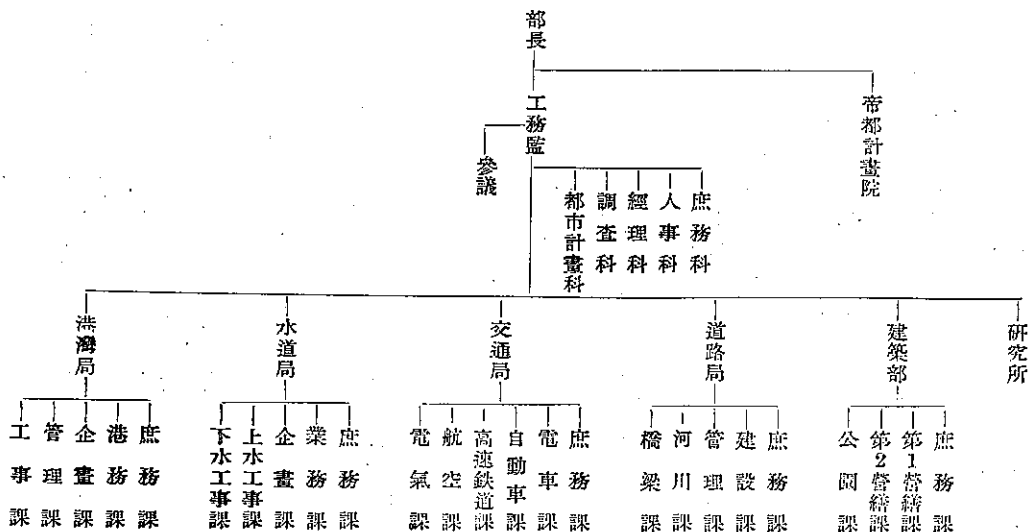 部長
帝都計畫院
工務監
參議
庶務科
人事科
經理科
調査科
都市計畫科
研究所
建築部
道路局
交通局
水道局
港灣局
庶務課
第1營繕課
第2營繕課
公園課
庶務課
建設課
管理課
河川課
橋梁課
庶務課
電車課
自動車課
高速鉄道課
航空課
電氣課
庶務課
業務課
企畫課
上水工事課
下水工事課
庶務課
港務課
企畫課
管理課
工事課